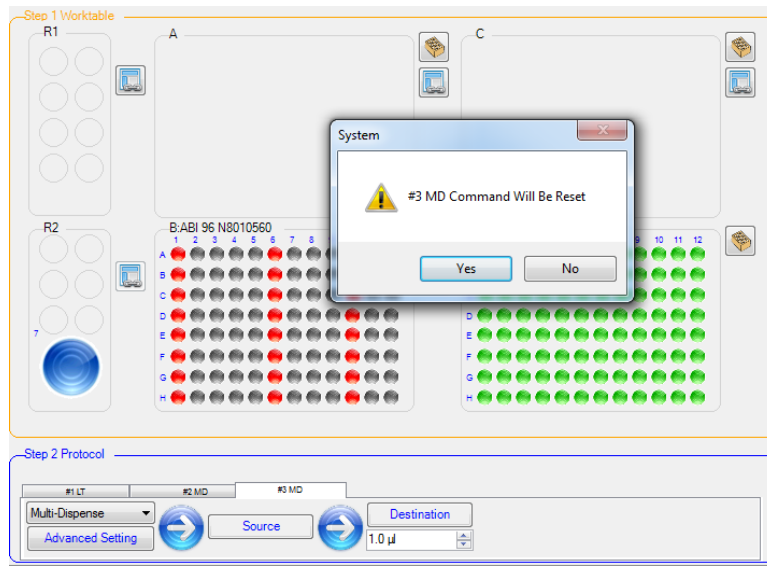 Step 1 Worktable
R1
A
C
System
#3 MD Command Will Be Reset
Yes
No
R2
B:ABI 96 N8010560
1 2 3 4 5 6 7 8
9 10 11 12
A
B
C
D
E
F
G
H
D
E
F
G
H
7
Step 2 Protocol
#1 LT
#2 MD
#3 MD
Multi-Dispense
Source
Destination
Advanced Setting
1.0 µl